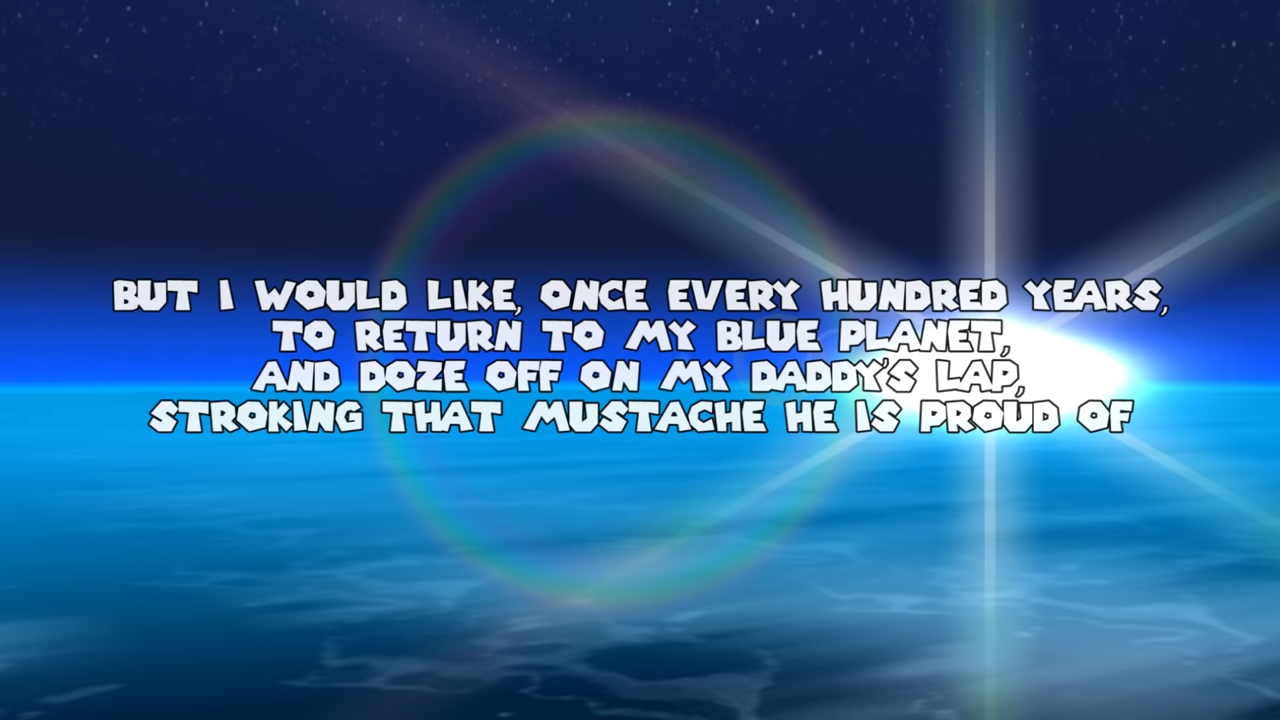 BUT I WOULD LIKE, ONCE EVERY HUNDRED YEARS,
TO RETURN TO MY BLUE PLANET,
AND DOZE OFF ON MY DADDY'S LAP,
STROKING THAT MUSTACHE HE IS PROUD OF